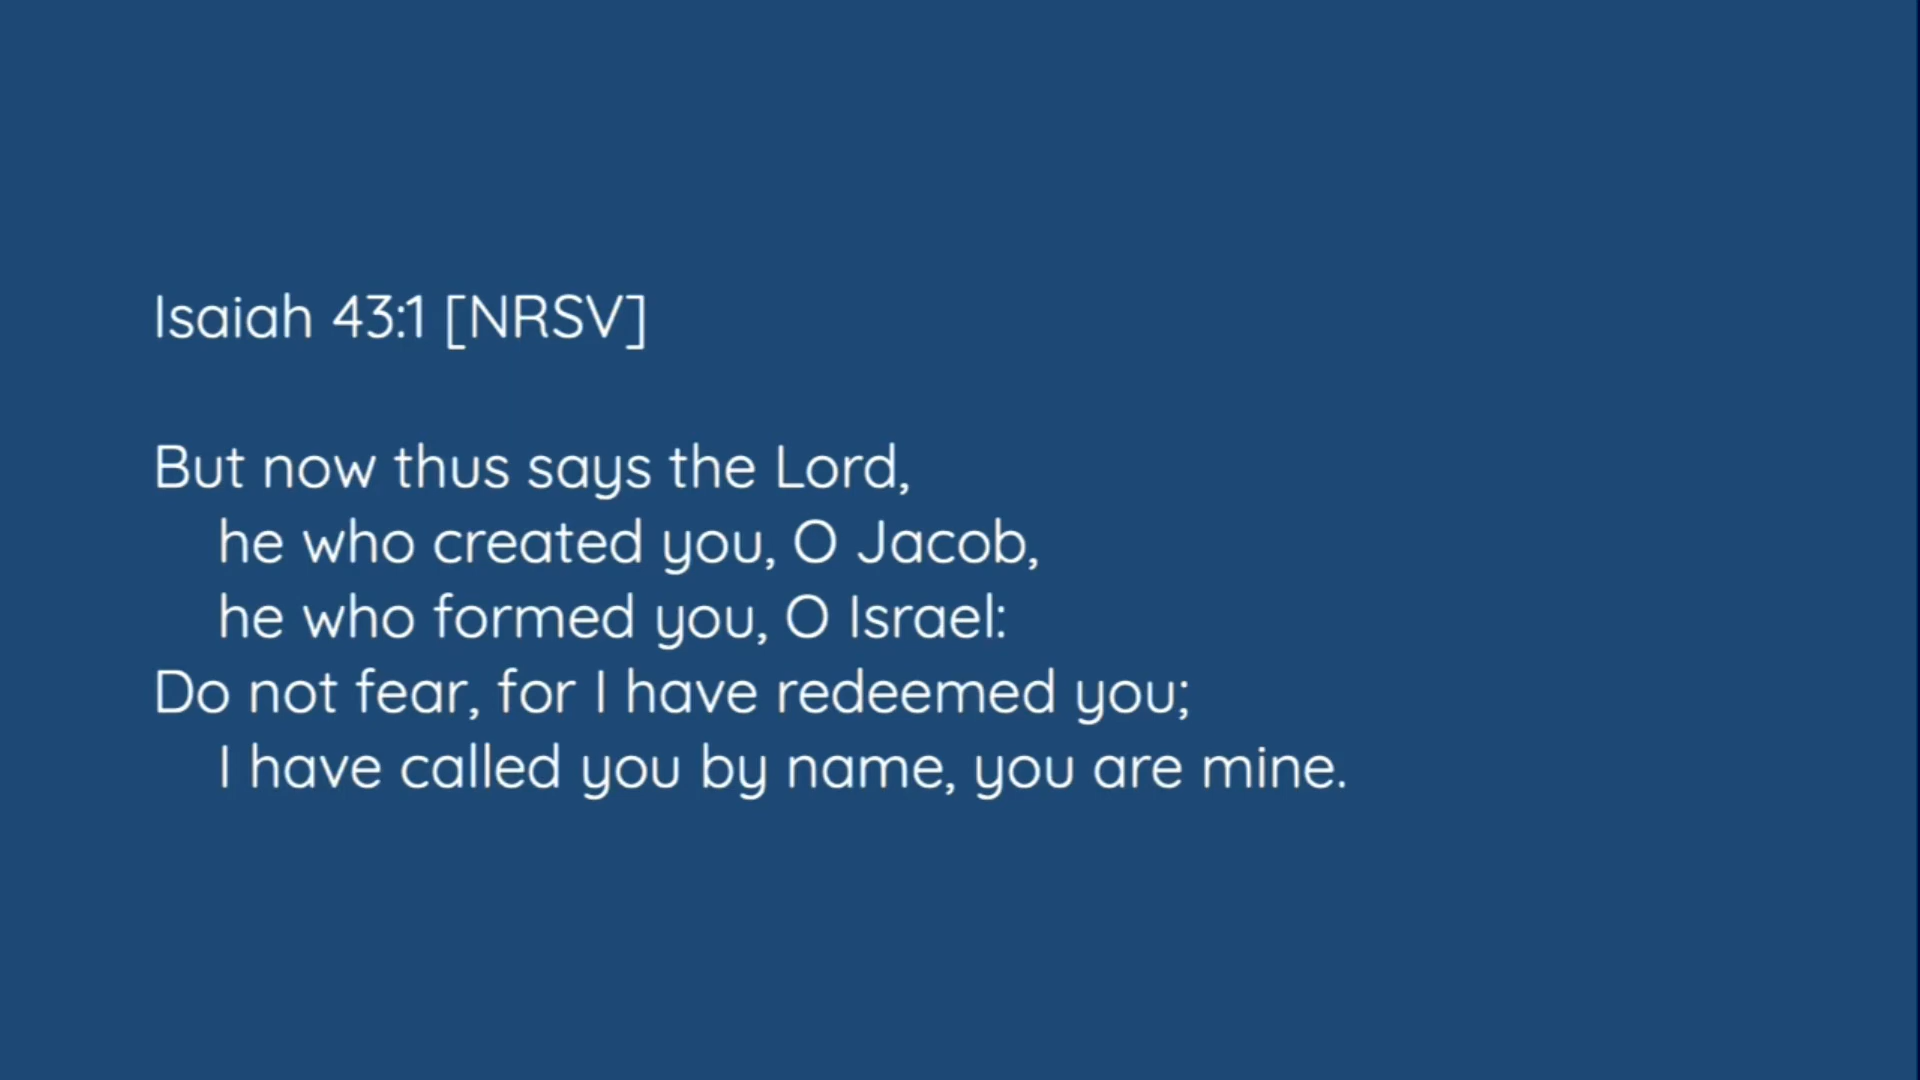 Isaiah 43:1 [NRSV]
But now thus says the Lord,
he who created you, O Jacob,
he who formed you, O Israel:
Do not fear, for I have redeemed you;
I have called you by name, you are mine.